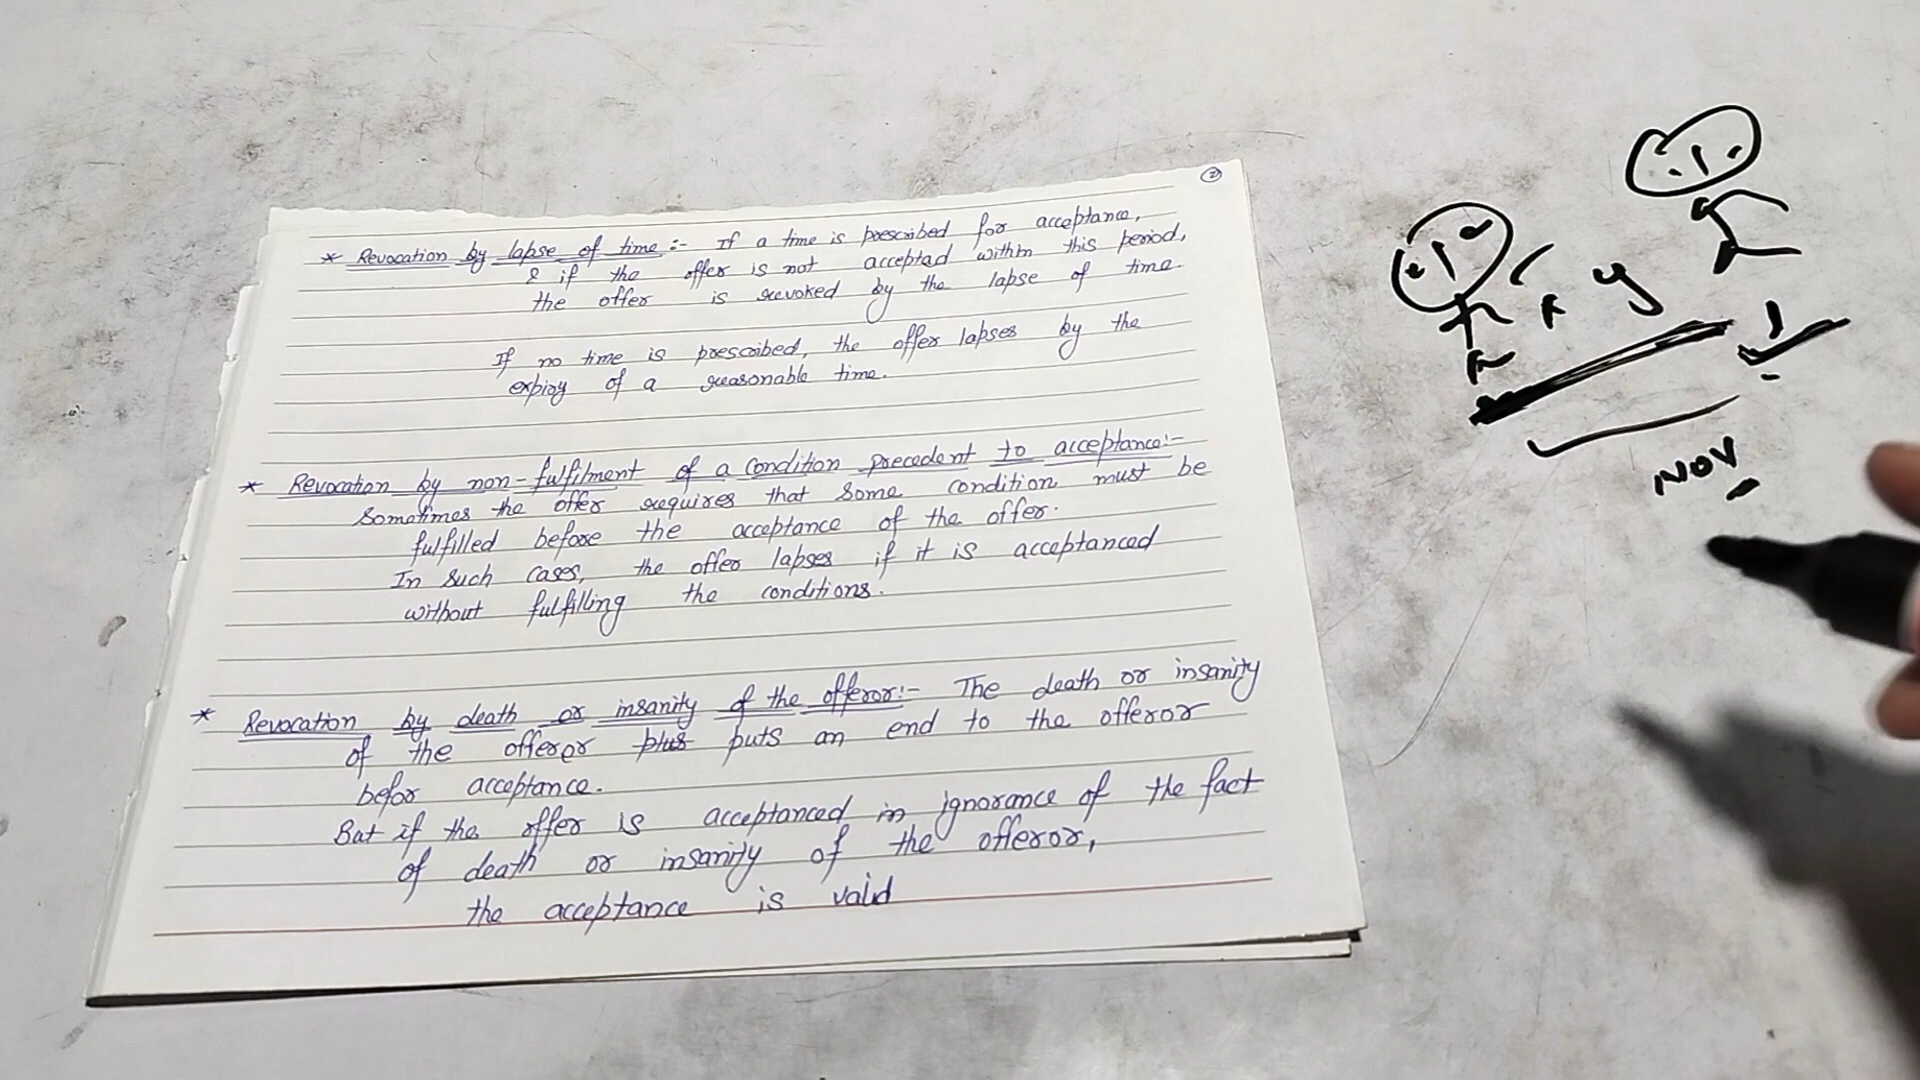 2
* Revocation by lapse of time :- If a time is prescribed for acceptance,
& if the offer is not accepted within this period,
the offer is revoked by the lapse of time.
If no time is prescribed, the offer lapses by the
expiry of a reasonable time.
* Revocation by non-fulfilment of a condition precedent to acceptance:-
Sometimes the offer requires that some condition must be
fulfilled before the acceptance of the offer.
In such cases, the offer lapses if it is acceptanced
without fulfilling the conditions.
* Revocation by death or insanity of the offeror:- The death or insanity
of the offeror plus puts an end to the offeror
befor acceptance.
But if the offer is acceptanced in ignorance of the fact
of death or insanity of the offeror,
the acceptance is valid
y
1
NOV